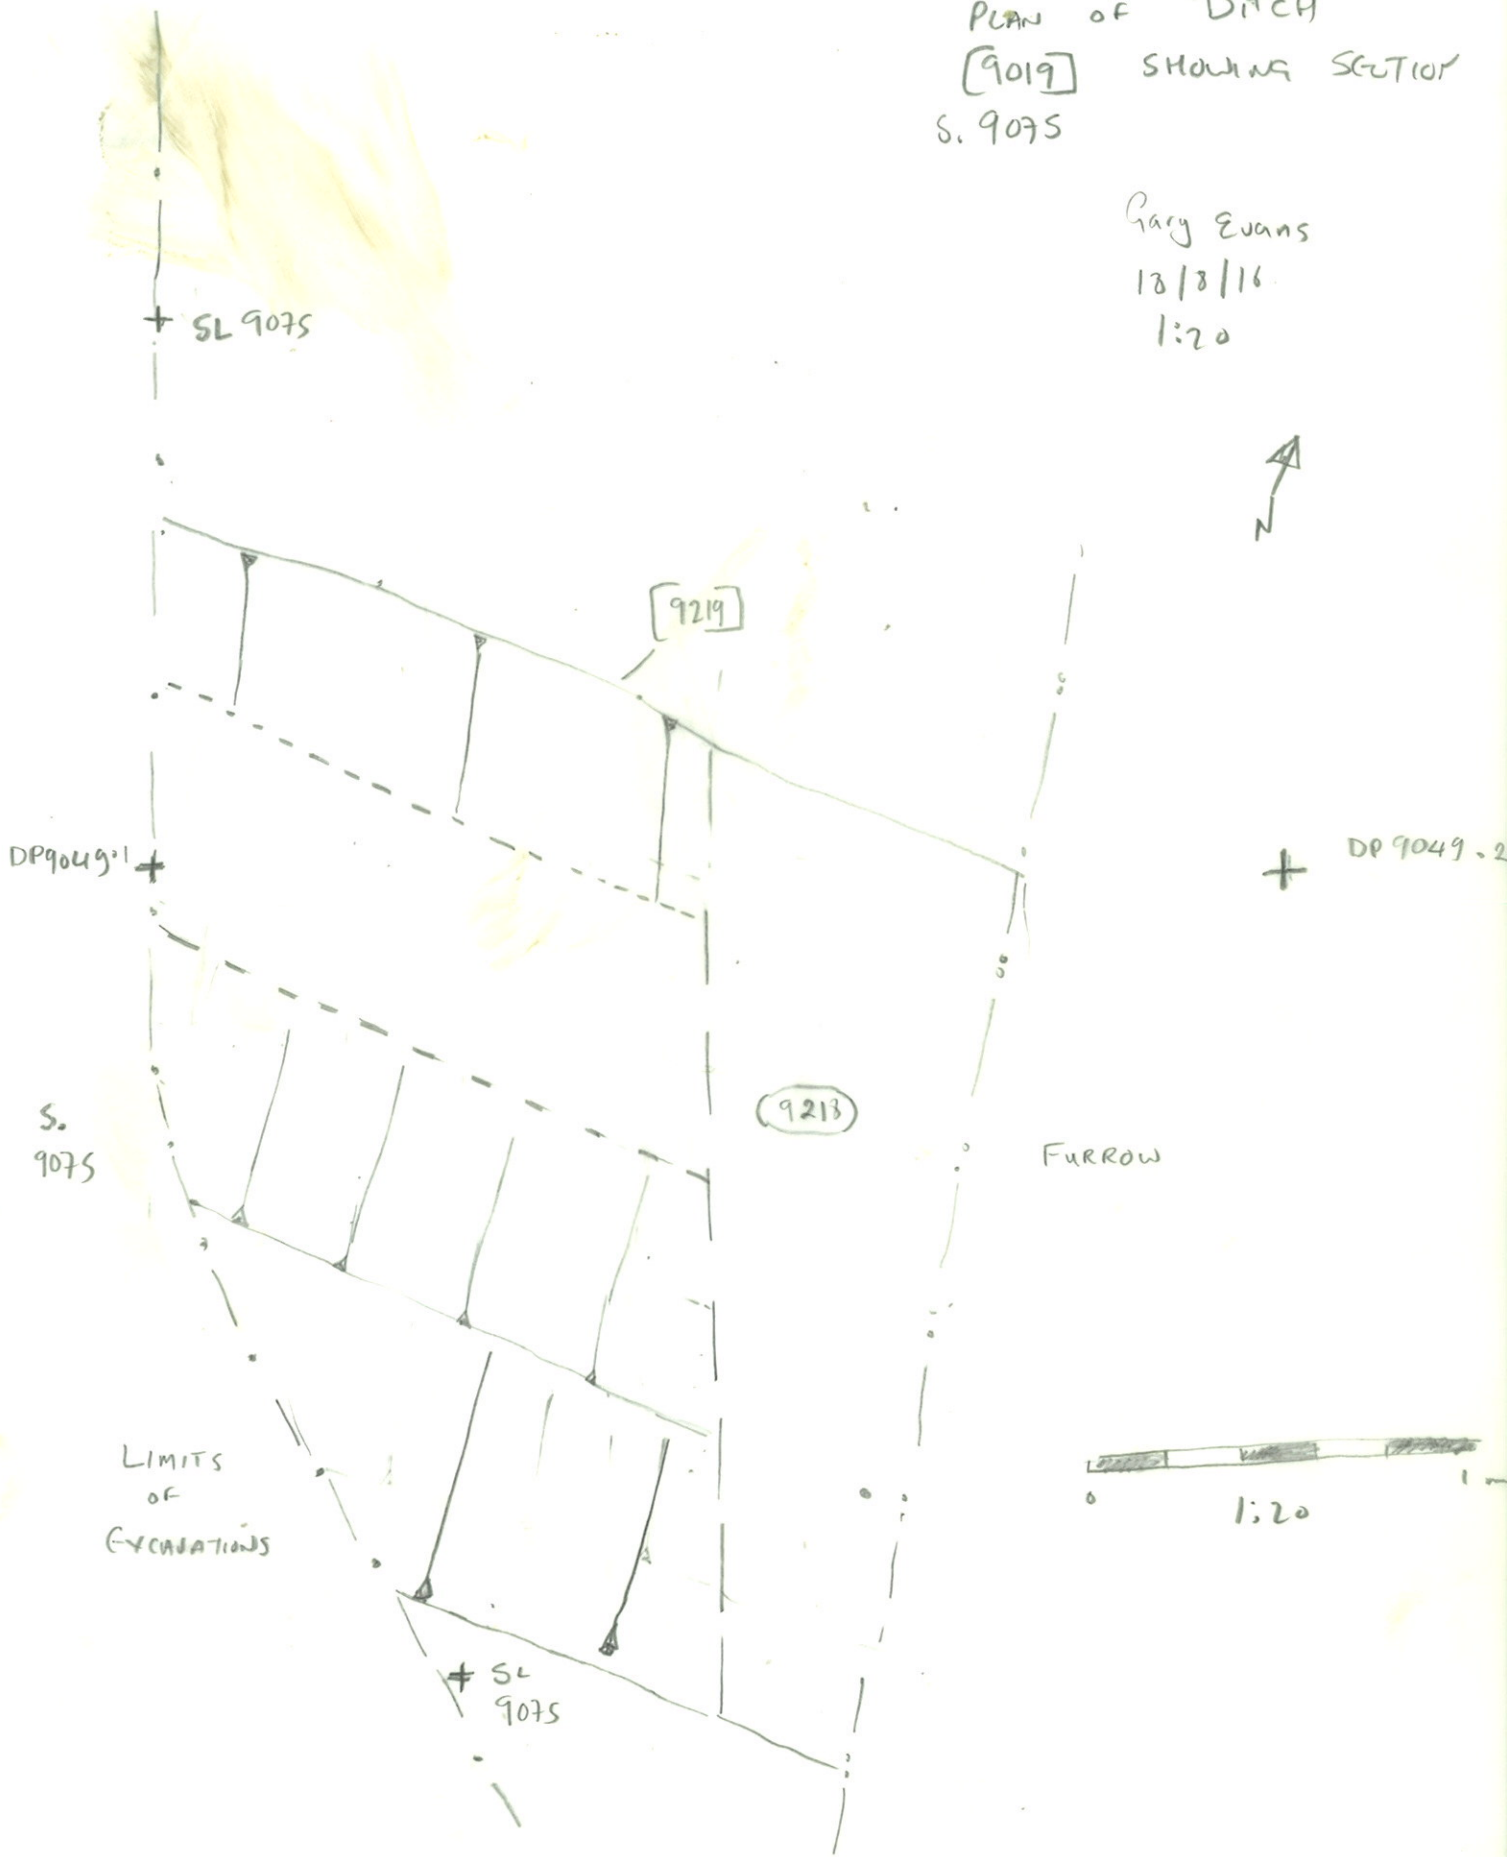 PLAN OF DITCH
[9019] SHOWING SECTION
S. 9075
Gary Evans
18/8/16
1:20
SL 9075
N
[9219]
DP9049.1
DP 9049.2
(9218)
S.
9075
FURROW
LIMITS
OF
EXCAVATIONS
0
1 m
1:20
SL
9075